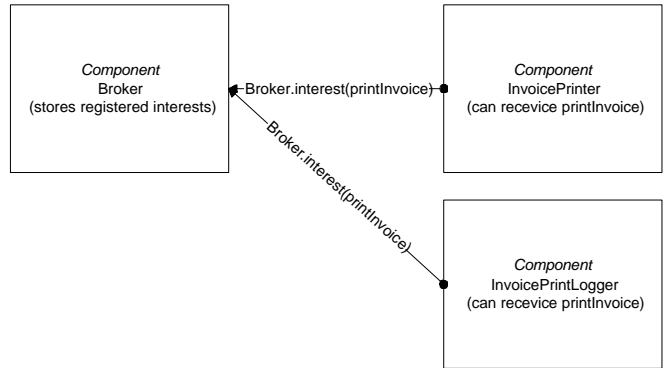 Component
Broker
(stores registered interests)
Broker.interest(printInvoice)
Component
InvoicePrinter
(can recevice printInvoice)
Broker.interest(printInvoice)
Component
InvoicePrintLogger
(can recevice printInvoice)